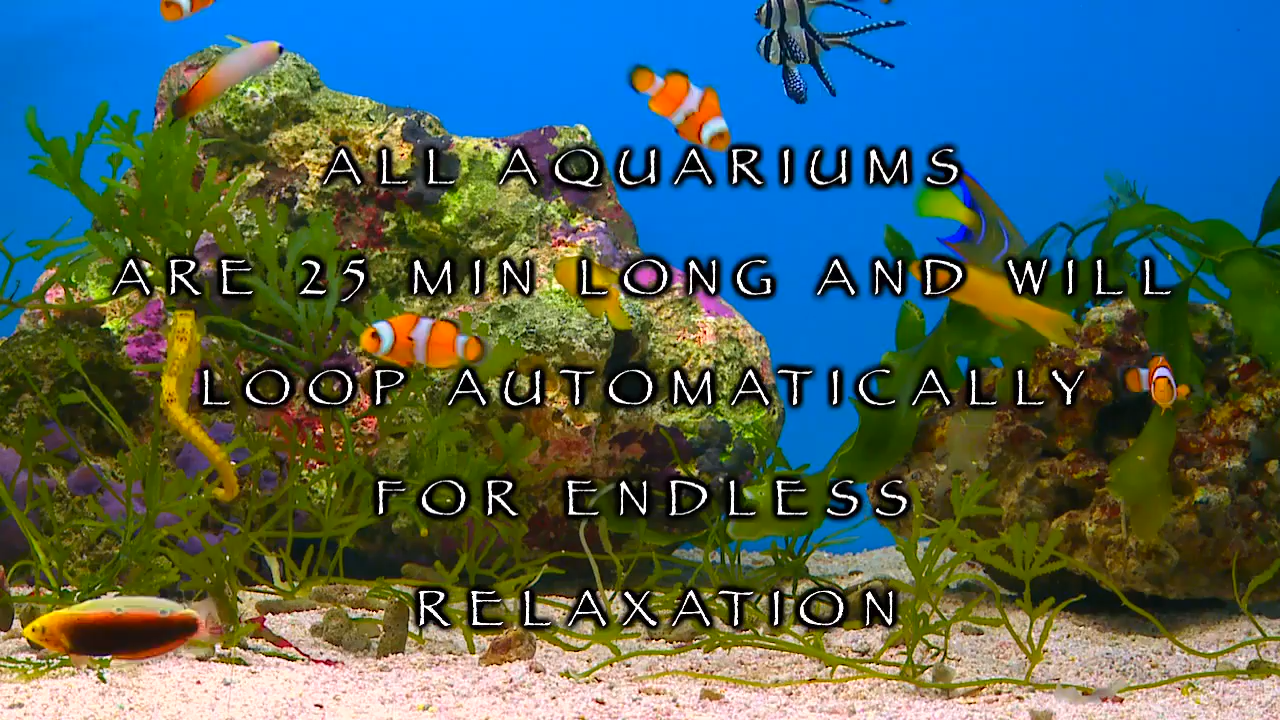 ALL AQUARIUMS
ARE 25 MIN LONG AND WILL
LOOP AUTOMATICALLY
FOR ENDLESS
RELAXATION